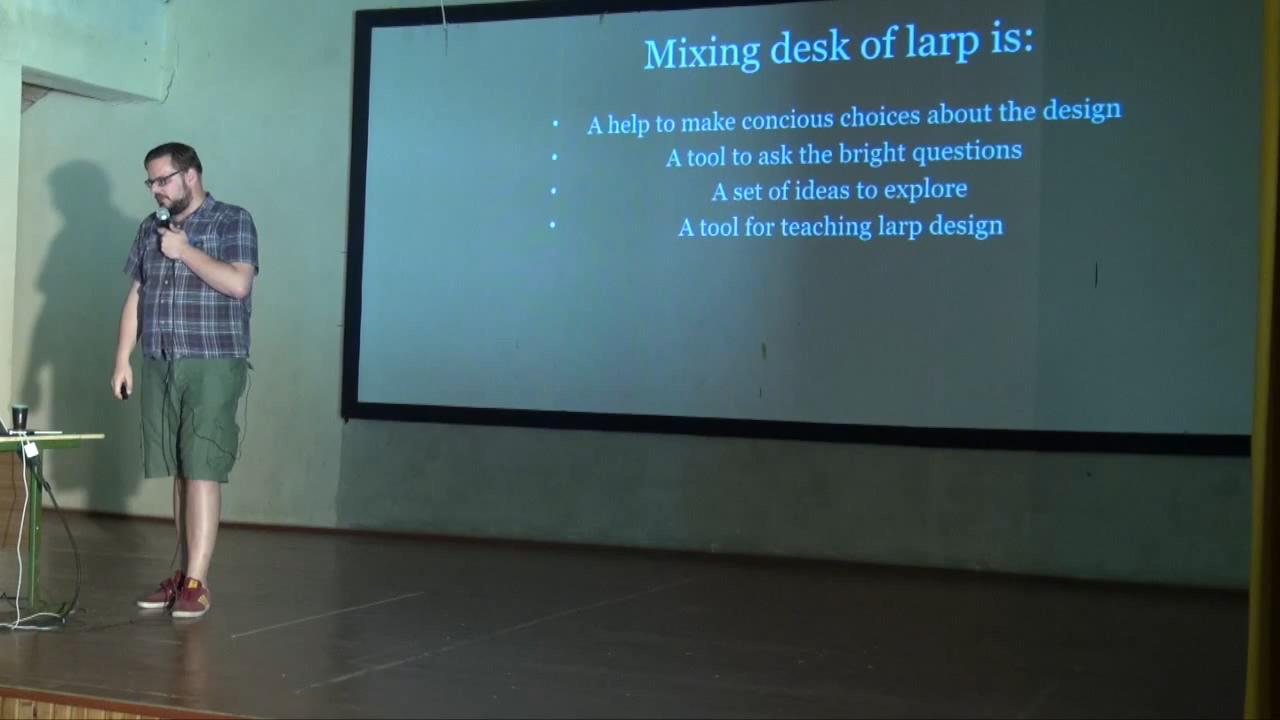 Mixing desk of larp is:
• A help to make concious choices about the design
• A tool to ask the bright questions
• A set of ideas to explore
• A tool for teaching larp design